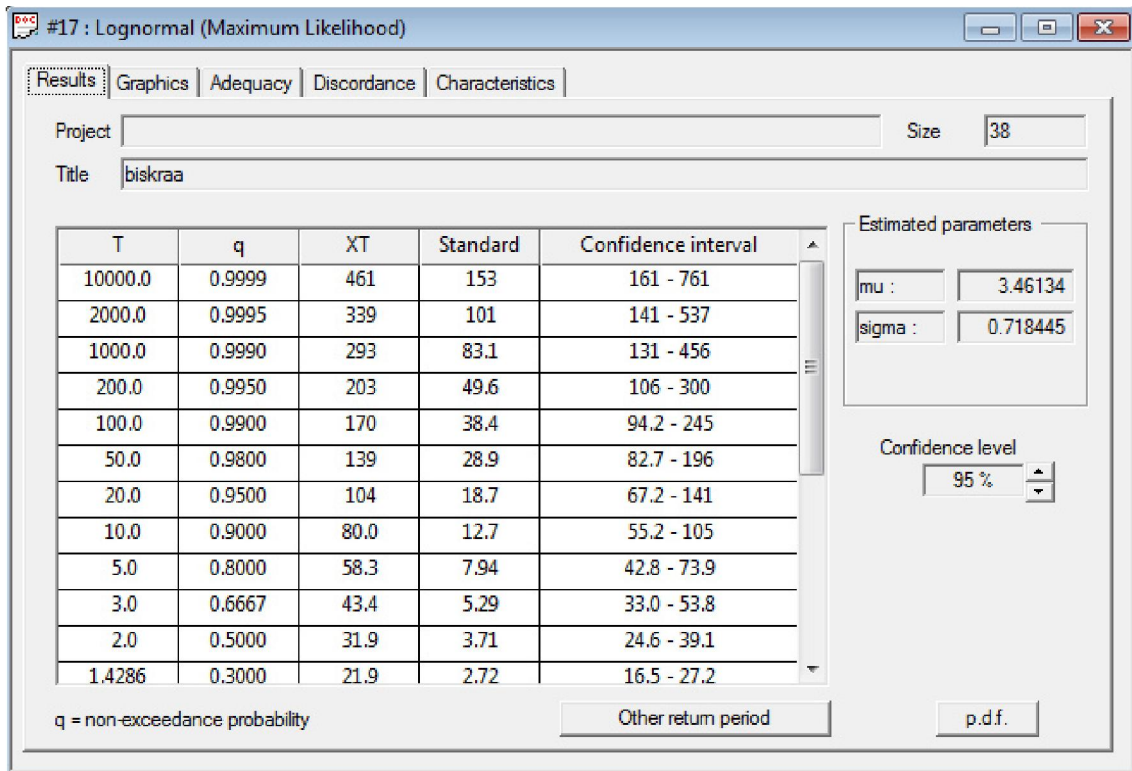 #17 : Lognormal (Maximum Likelihood)
Results Graphics Adequacy Discordance Characteristics
Project Size 38
Title biskraa
T q XT Standard Confidence interval
10000.0 0.9999 461 153 161 - 761
2000.0 0.9995 339 101 141 - 537
1000.0 0.9990 293 83.1 131 - 456
200.0 0.9950 203 49.6 106 - 300
100.0 0.9900 170 38.4 94.2 - 245
50.0 0.9800 139 28.9 82.7 - 196
20.0 0.9500 104 18.7 67.2 - 141
10.0 0.9000 80.0 12.7 55.2 - 105
5.0 0.8000 58.3 7.94 42.8 - 73.9
3.0 0.6667 43.4 5.29 33.0 - 53.8
2.0 0.5000 31.9 3.71 24.6 - 39.1
1.4286 0.3000 21.9 2.72 16.5 - 27.2
Estimated parameters
mu : 3.46134
sigma : 0.718445
Confidence level
95 %
q = non-exceedance probability
Other return period
p.d.f.